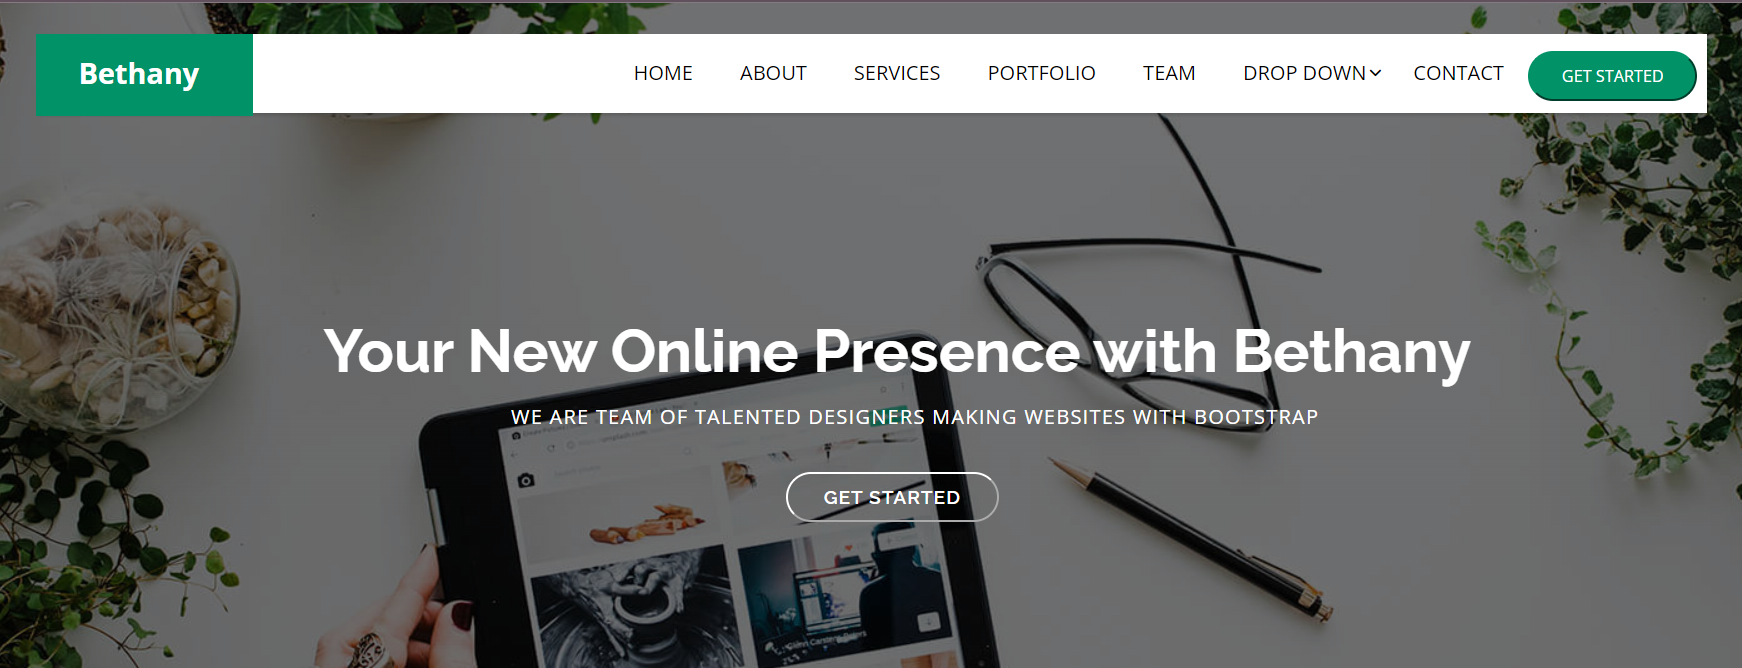 Bethany
HOME ABOUT SERVICES PORTFOLIO TEAM DROP DOWN CONTACT GET STARTED
Your New Online Presence with Bethany
WE ARE TEAM OF TALENTED DESIGNERS MAKING WEBSITES WITH BOOTSTRAP
GET STARTED